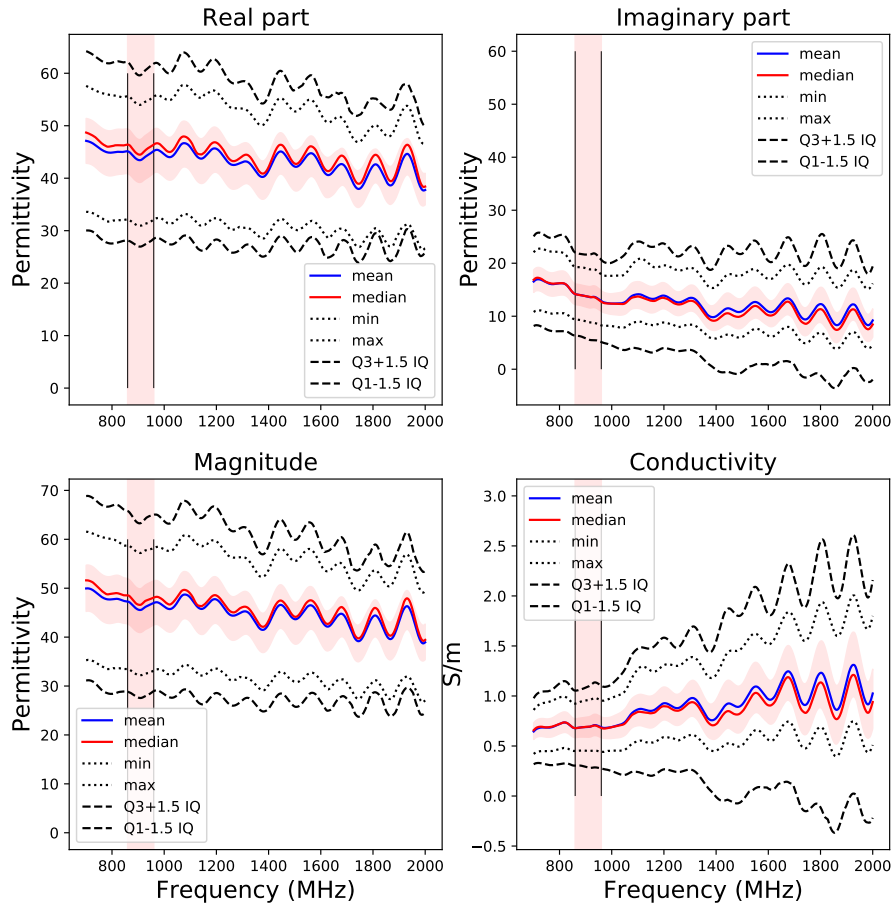 Real part
Permittivity
60
50
40
30
20
10
0
800 1000 1200 1400 1600 1800 2000
mean
median
min
max
Q3+1.5 IQ
Q1-1.5 IQ
Imaginary part
Permittivity
60
50
40
30
20
10
0
800 1000 1200 1400 1600 1800 2000
mean
median
min
max
Q3+1.5 IQ
Q1-1.5 IQ
Magnitude
Permittivity
70
60
50
40
30
20
10
0
800 1000 1200 1400 1600 1800 2000
Frequency (MHz)
mean
median
min
max
Q3+1.5 IQ
Q1-1.5 IQ
Conductivity
S/m
3.0
2.5
2.0
1.5
1.0
0.5
0.0
−0.5
800 1000 1200 1400 1600 1800 2000
Frequency (MHz)
mean
median
min
max
Q3+1.5 IQ
Q1-1.5 IQ